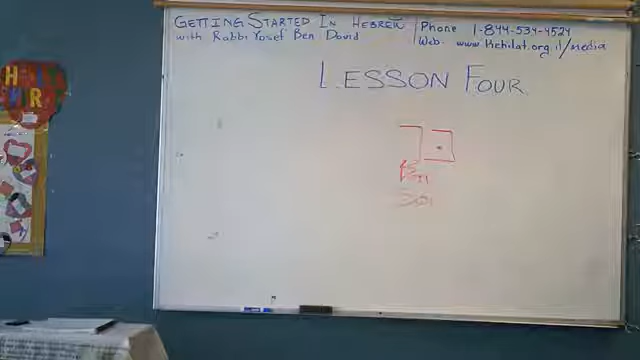 GETTING STARTED IN HEBREW
with Rabbi Yosef Ben David
Phone 1-844-534-4524
Web- www.kehilat.org.il/media
LESSON FOUR